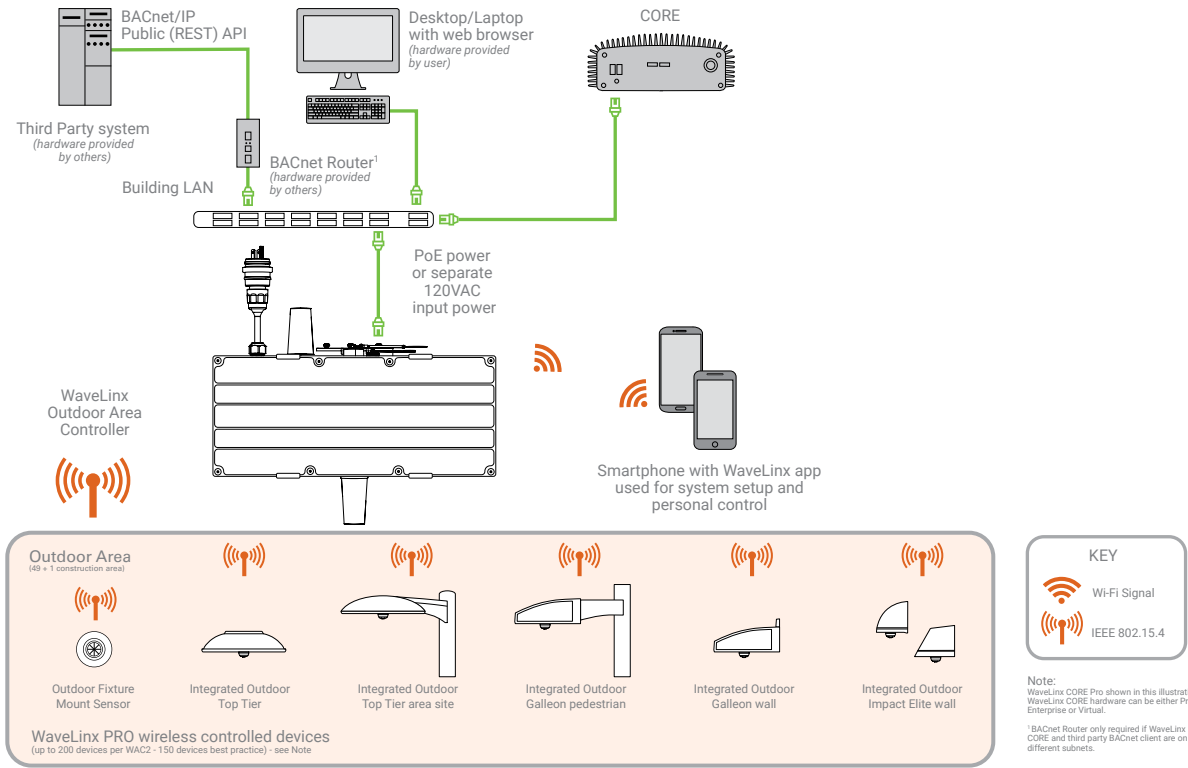 BACnet/IP
Public (REST) API
Desktop/Laptop
with web browser
(hardware provided
by user)
CORE
Third Party system
(hardware provided
by others)
BACnet Router¹
(hardware provided
by others)
Building LAN
PoE power
or separate
120VAC
input power
WaveLinx
Outdoor Area
Controller
Smartphone with WaveLinx app
used for system setup and
personal control
Outdoor Area
(49 + 1 construction area)
Outdoor Fixture
Mount Sensor
Integrated Outdoor
Top Tier
Integrated Outdoor
TopTier area site
Integrated Outdoor
Galleon pedestrian
Integrated Outdoor
Galleon wall
Integrated Outdoor
Impact Elite wall
WaveLinx PRO wireless controlled devices
(up to 200 devices per WAC2 - 150 devices best practice) - see Note
KEY
Wi-Fi Signal
IEEE 802.15.4
Note:
WaveLinx CORE Pro shown in this illustrati
WaveLinx CORE hardware can be either Pr
Enterprise or Virtual.
¹ BACnet Router only required if WaveLinx
CORE and third party BACnet client are on
different subnets.